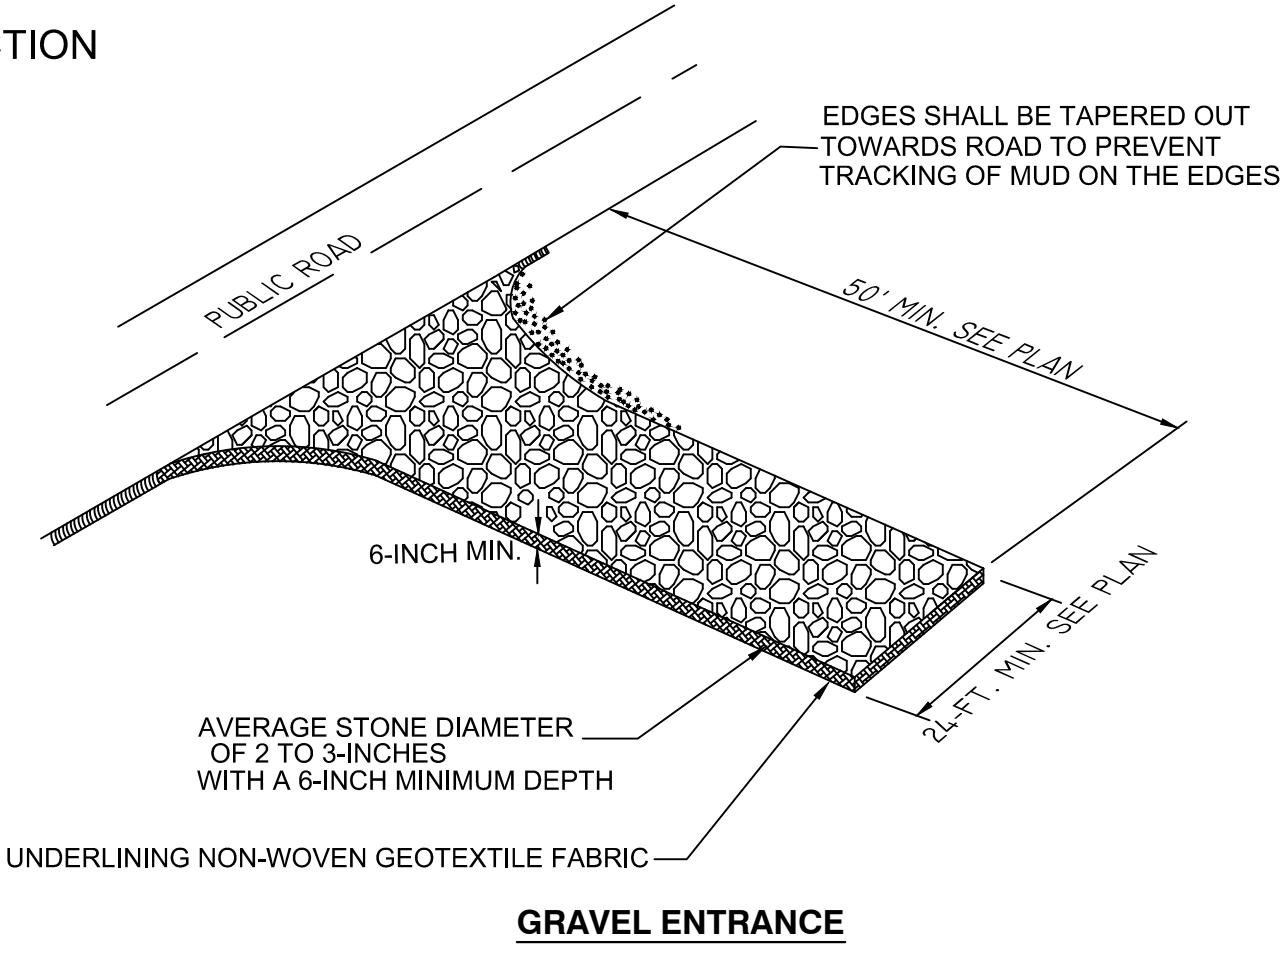 EDGES SHALL BE TAPERED OUT
TOWARDS ROAD TO PREVENT
TRACKING OF MUD ON THE EDGES
PUBLIC ROAD
50' MIN. SEE PLAN
6-INCH MIN.
24-FT. MIN. SEE PLAN
AVERAGE STONE DIAMETER
OF 2 TO 3-INCHES
WITH A 6-INCH MINIMUM DEPTH
UNDERLINING NON-WOVEN GEOTEXTILE FABRIC
GRAVEL ENTRANCE